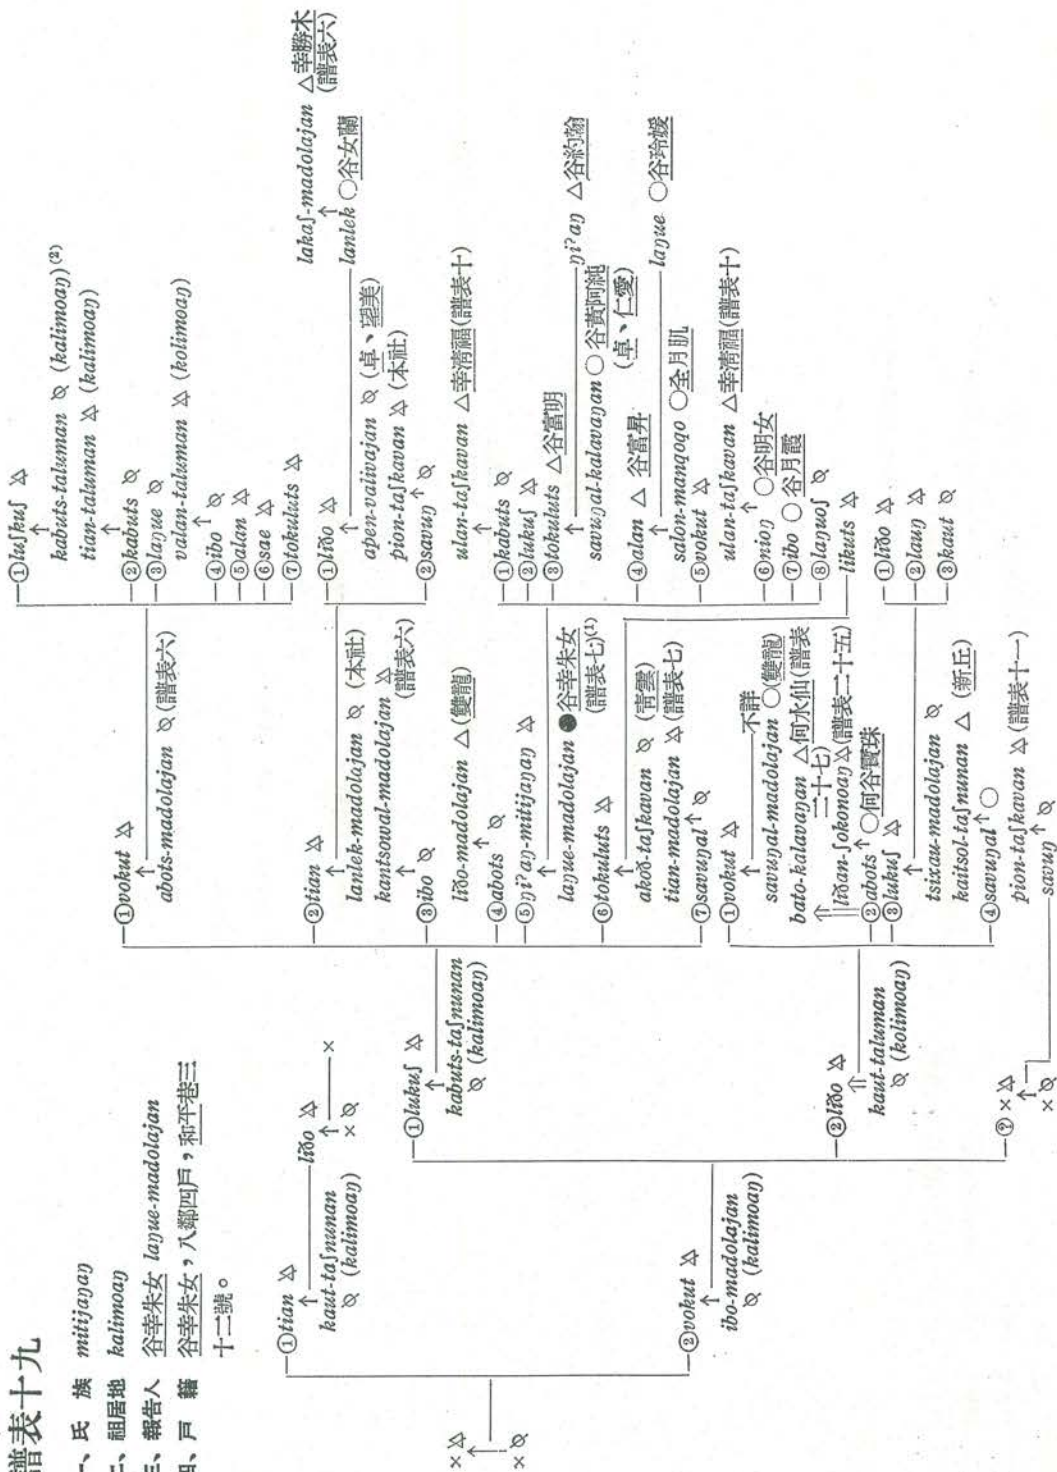 譜表十九
一、氏 族 mitijaŋaŋ
二、祖居地 kalimoaŋ
三、報告人 谷幸朱女 laŋue-madolajan
四、戶 籍 谷幸朱女，八鄰四戶，和平巷三
十二號。
×
×
①tian
kaut-taʃnunan
(kalimoaŋ)
②vokut
ibo-madolajan
(kalimoaŋ)
līðo ×
×
①lukuʃ
kabuts-taʃnunan
(kalimoaŋ)
②līðo
kaut-taluman
(kolimoaŋ)
? ×
×
①vokut
abots-madolajan (譜表六)
②tian
lanlek-madolajan (本社)
kantsowal-madolajan
(譜表六)
③ibo
līðo-madolajan △(雙龍)
④abots
⑤ŋiˀaŋ-mitijaŋaŋ
laŋue-madolajan ●谷幸朱女
(譜表七)(1)
⑥tokuluts
akoð-taʃkavan (青雲)
tian-madolajan (譜表七)
⑦savuŋal
①vokut 不詳
savuŋal-madolajan ○(雙龍)
bato-kalavaŋan △何水仙(譜表
二十七)
līðan-ʃokonoaŋ (譜表二十五)
②abots ○何谷寶珠
③lukuʃ
tsixau-madolajan
kaitsol-taʃnunan △ (新丘)
④savuŋal ○
pion-taʃkavan (譜表十一)
savuŋ
①luʃkuʃ
kabuts-taluman (kalimoaŋ)(2)
tian-taluman (kalimoaŋ)
②kabuts
③laŋue
valan-taluman (kolimoaŋ)
④ibo
⑤alan
⑥sae
⑦tokuluts
①līðo
apen-valivajan (卓、望美)
pion-taʃkavan (本社)
②savuŋ
ulan-taʃkavan △幸清福(譜表十)
①kabuts
②lukuʃ
③tokuluts △谷富明
savuŋal-kalavaŋan ○谷黃阿純
(卓、仁愛)
④alan △谷富昇
salon-manqoqo ○全月肌
⑤vokut
ulan-taʃkavan △幸清福(譜表十)
⑥nioŋ ○谷明女
⑦ibo ○谷月霞
⑧laŋuoʃ
likuts
①līðo
②lauŋ
③kaut
lakaʃ-madolajan △幸勝木
(譜表六)
lanlek ○谷女蘭
ŋiˀaŋ △谷約翰
laŋue ○谷玲媛